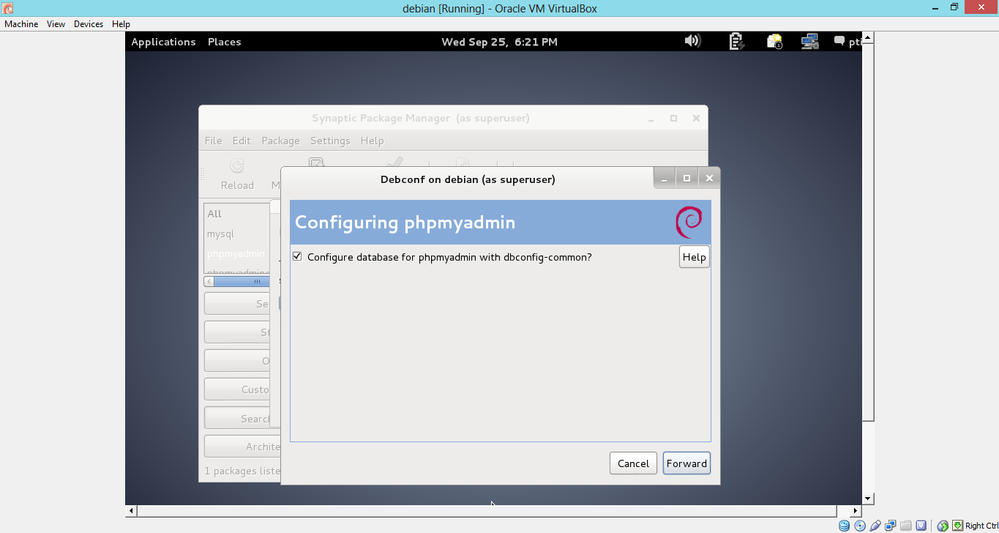 debian [Running] - Oracle VM VirtualBox
Machine View Devices Help
Applications Places Wed Sep 25, 6:21 PM
Synaptic Package Manager (as superuser)
File Edit Package Settings Help
Reload M
Debconf on debian (as superuser)
All
mysql
phpmyadmin
Configuring phpmyadmin
Configure database for phpmyadmin with dbconfig-common?
Help
Se
St
O
Custo
Search
Archite
1 packages liste
Cancel Forward
Right Ctrl